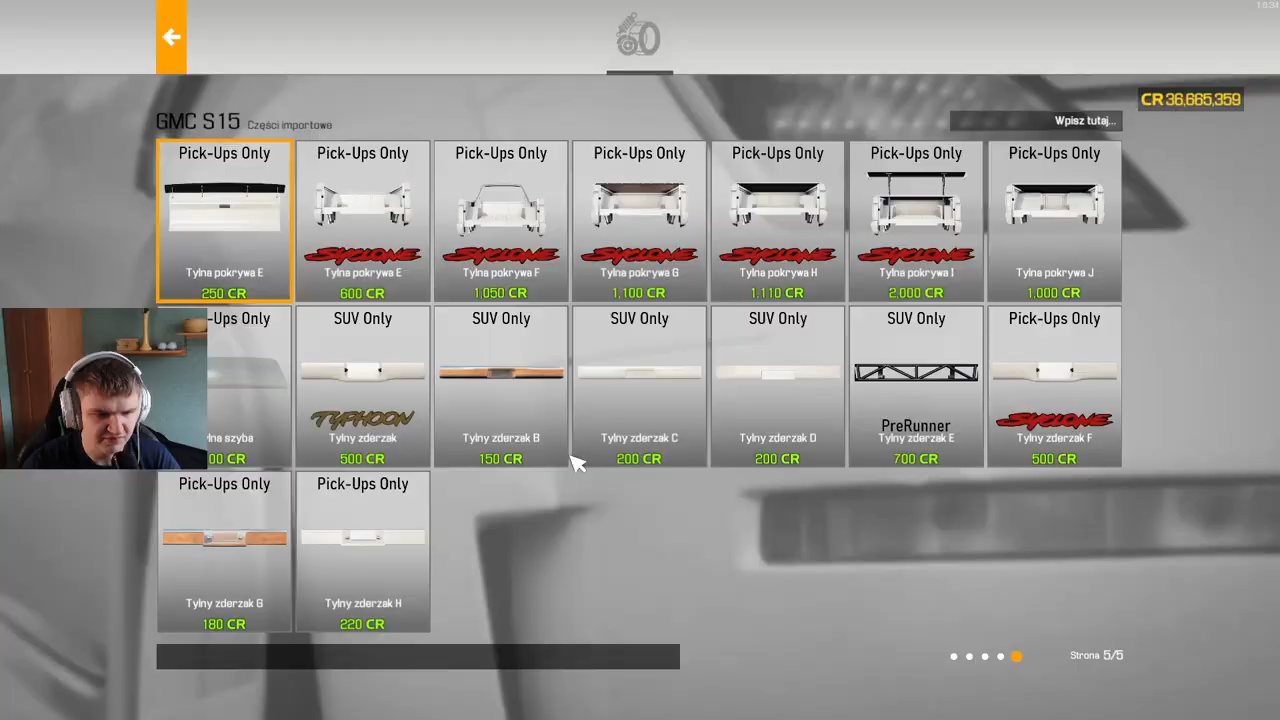 1.0.34
CR 36,665,359
GMC S15 Części importowe
Wpisz tutaj...
Pick-Ups Only
Tylna pokrywa E
250 CR
Pick-Ups Only
SYCLONE
Tylna pokrywa E
600 CR
Pick-Ups Only
SYCLONE
Tylna pokrywa F
1,050 CR
Pick-Ups Only
SYCLONE
Tylna pokrywa G
1,100 CR
Pick-Ups Only
SYCLONE
Tylna pokrywa H
1,110 CR
Pick-Ups Only
SYCLONE
Tylna pokrywa I
2,000 CR
Pick-Ups Only
Tylna pokrywa J
1,000 CR
-Ups Only
lna szyba
00 CR
SUV Only
TYPHOON
Tylny zderzak
500 CR
SUV Only
Tylny zderzak B
150 CR
SUV Only
Tylny zderzak C
200 CR
SUV Only
Tylny zderzak D
200 CR
SUV Only
PreRunner
Tylny zderzak E
700 CR
Pick-Ups Only
SYCLONE
Tylny zderzak F
500 CR
Pick-Ups Only
Tylny zderzak G
180 CR
Pick-Ups Only
Tylny zderzak H
220 CR
Strona 5/5